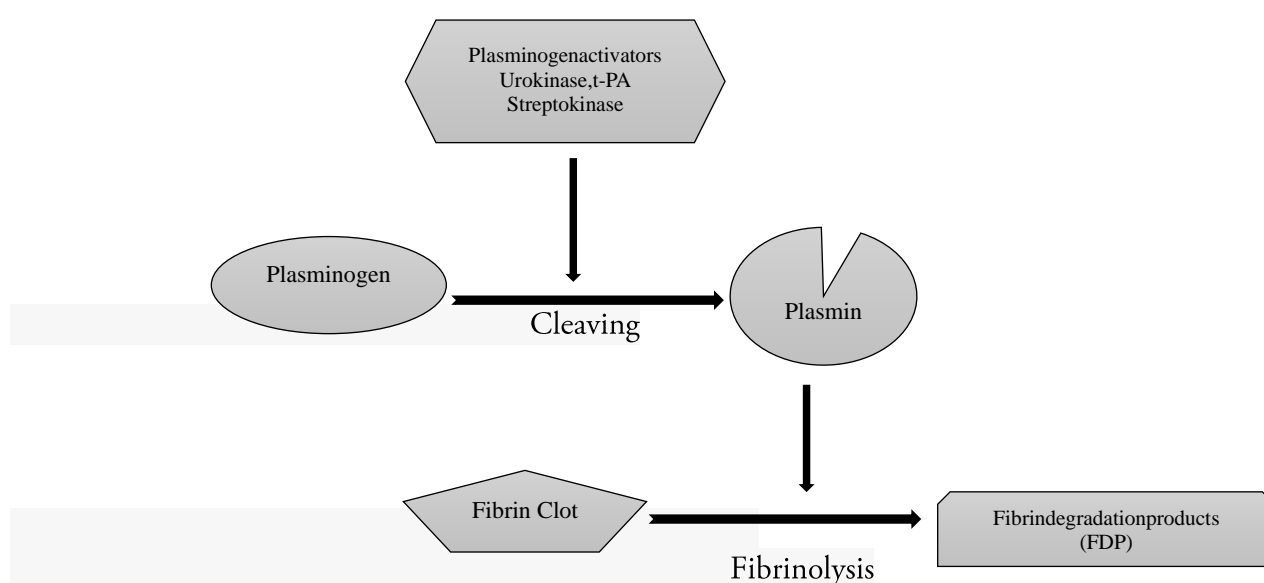 Plasminogenactivators
Urokinase,t-PA
Streptokinase
Plasminogen
Cleaving
Plasmin
Fibrin Clot
Fibrinolysis
Fibrindegradationproducts
(FDP)